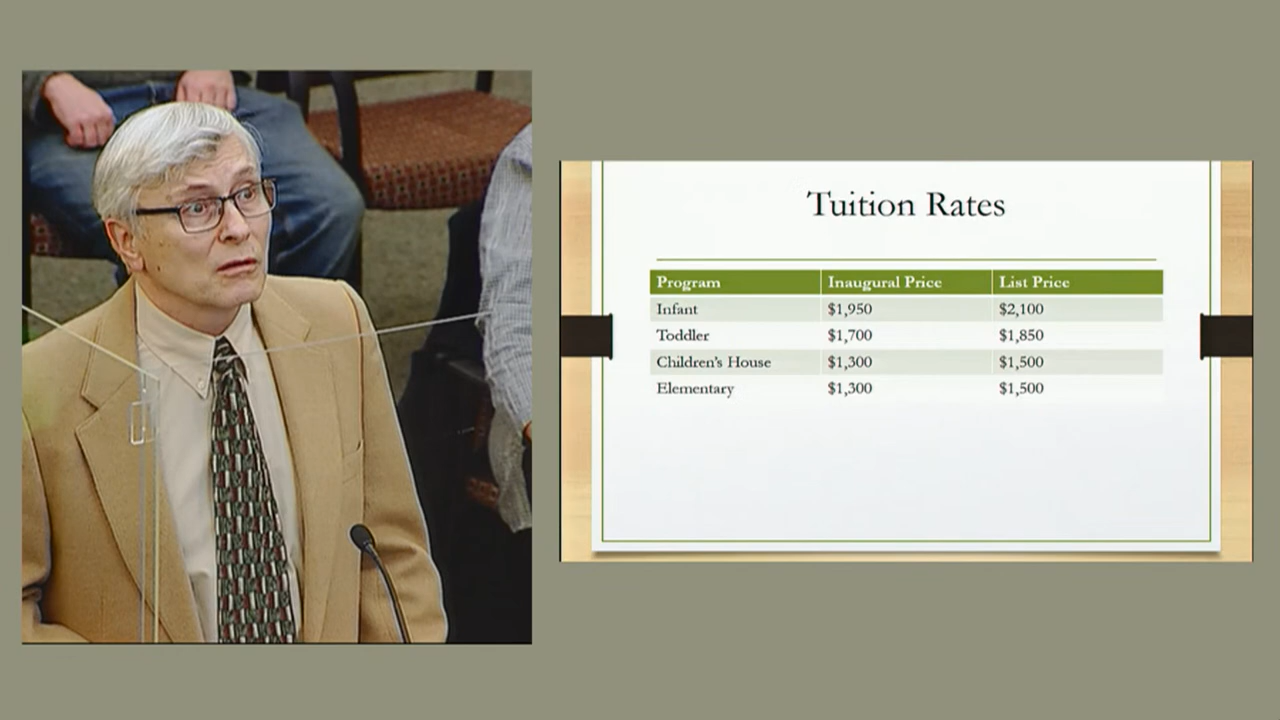 Tuition Rates
Program Inaugural Price List Price
Infant $1,950 $2,100
Toddler $1,700 $1,850
Children's House $1,300 $1,500
Elementary $1,300 $1,500